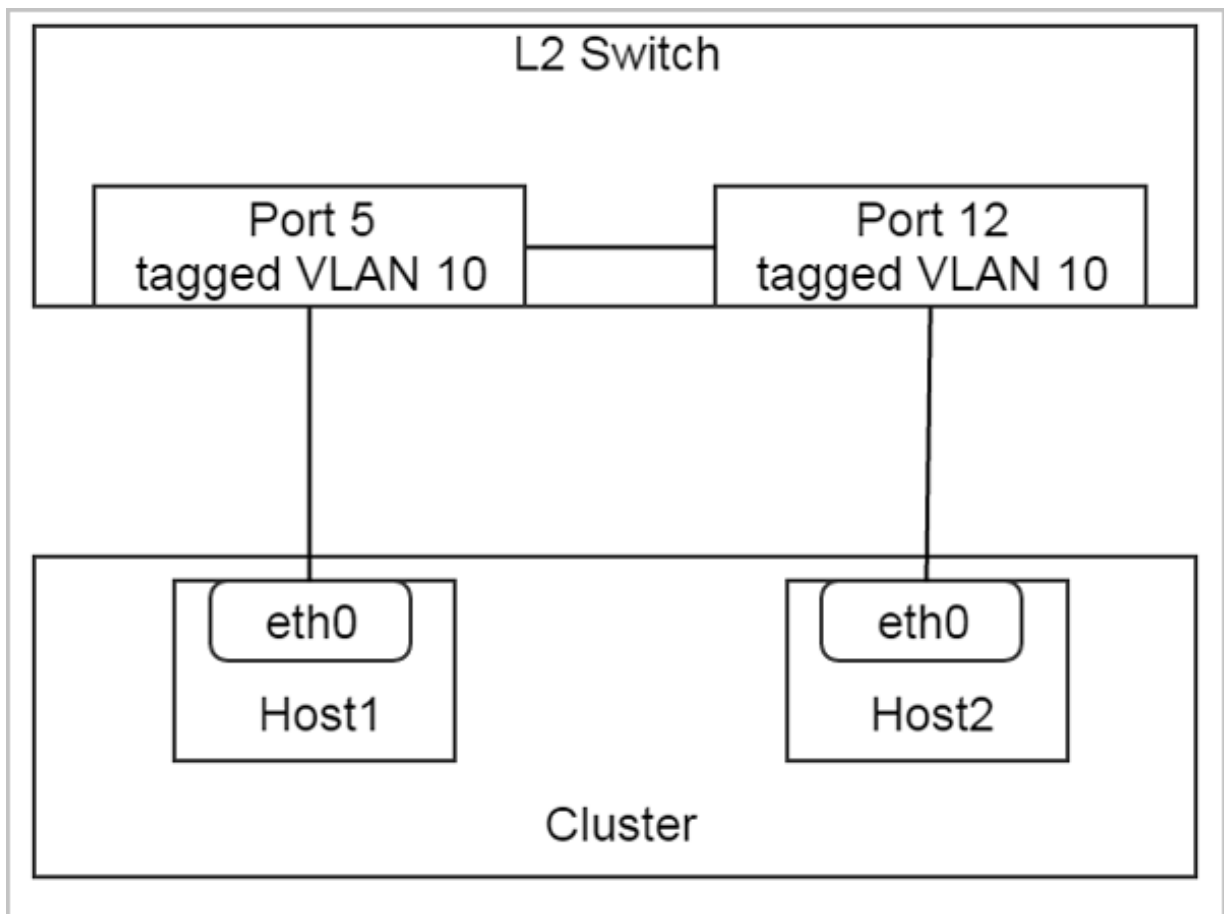 L2 Switch
Port 5
tagged VLAN 10
Port 12
tagged VLAN 10
eth0
Host1
eth0
Host2
Cluster